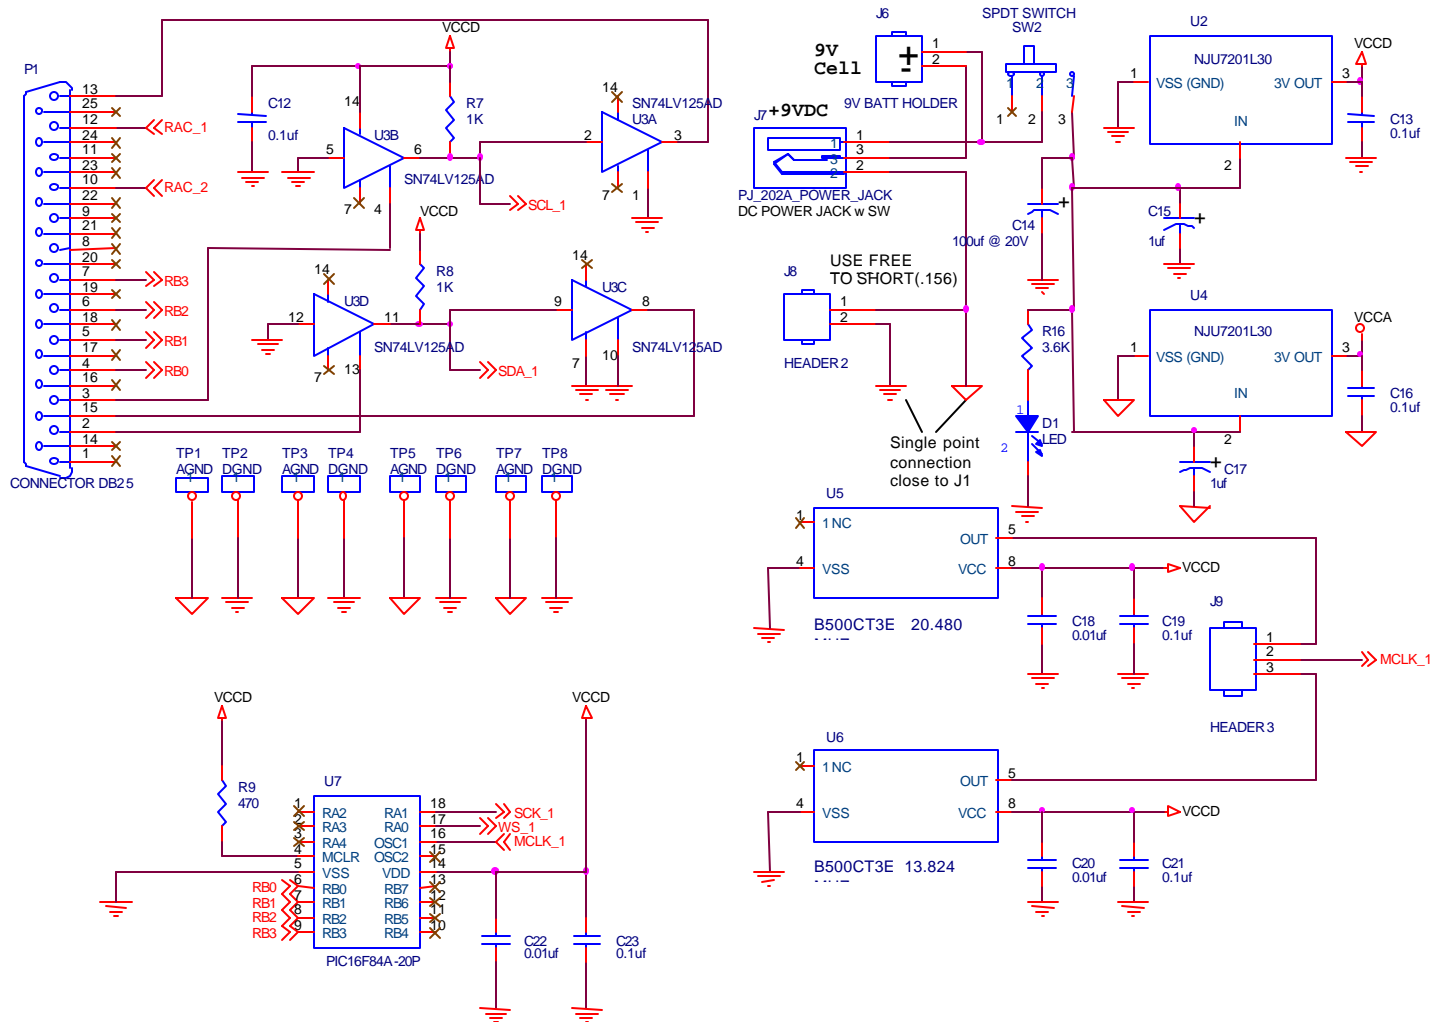 P1
13
25
12
24
11
23
10
22
9
21
8
20
7
19
6
18
5
17
4
16
3
15
2
14
1
CONNECTOR DB25
RAC_1
RAC_2
RB3
RB2
RB1
RB0
VCCD
C12
0.1uf
R7
1K
14
5
U3B
6
SN74LV125AD
7
4
14
SN74LV125AD
U3A
2
3
7
1
SCL_1
VCCD
R8
1K
14
U3D
12
11
SN74LV125AD
7
13
14
U3C
9
8
SN74LV125AD
7
10
SDA_1
TP1
AGND
1
TP2
DGND
1
TP3
AGND
1
TP4
DGND
1
TP5
AGND
1
TP6
DGND
1
TP7
AGND
1
TP8
DGND
1
J6
9V
Cell
+
-
1
2
9V BATT HOLDER
SPDT SWITCH
SW2
1
2
3
1
2
3
J7
+9VDC
1
3
2
1
3
2
PJ_202A_POWER_JACK
DC POWER JACK w SW
C14
100uf @ 20V
+
C15
1uf
+
U2
NJU7201L30
1
VSS (GND)
3V OUT
3
IN
2
VCCD
C13
0.1uf
J8
USE FREE
TO SHORT(.156)
1
2
HEADER 2
R16
3.6K
1
D1
LED
2
Single point
connection
close to J1
U4
NJU7201L30
1
VSS (GND)
3V OUT
3
IN
2
VCCA
C16
0.1uf
C17
1uf
+
U5
1
1 NC
OUT
5
4
VSS
VCC
8
VCCD
B500CT3E 20.480
C18
0.01uf
C19
0.1uf
J9
1
2
3
MCLK_1
HEADER 3
U6
1
1 NC
OUT
5
4
VSS
VCC
8
VCCD
B500CT3E 13.824
C20
0.01uf
C21
0.1uf
VCCD
VCCD
R9
470
U7
1
RA2
RA1
18
SCK_1
2
RA3
RA0
17
WS_1
3
RA4
OSC1
16
MCLK_1
4
MCLR
OSC2
15
5
VSS
VDD
14
RB0
6
RB0
RB7
13
RB1
7
RB1
RB6
12
RB2
8
RB2
RB5
11
RB3
9
RB3
RB4
10
PIC16F84A-20P
C22
0.01uf
C23
0.1uf